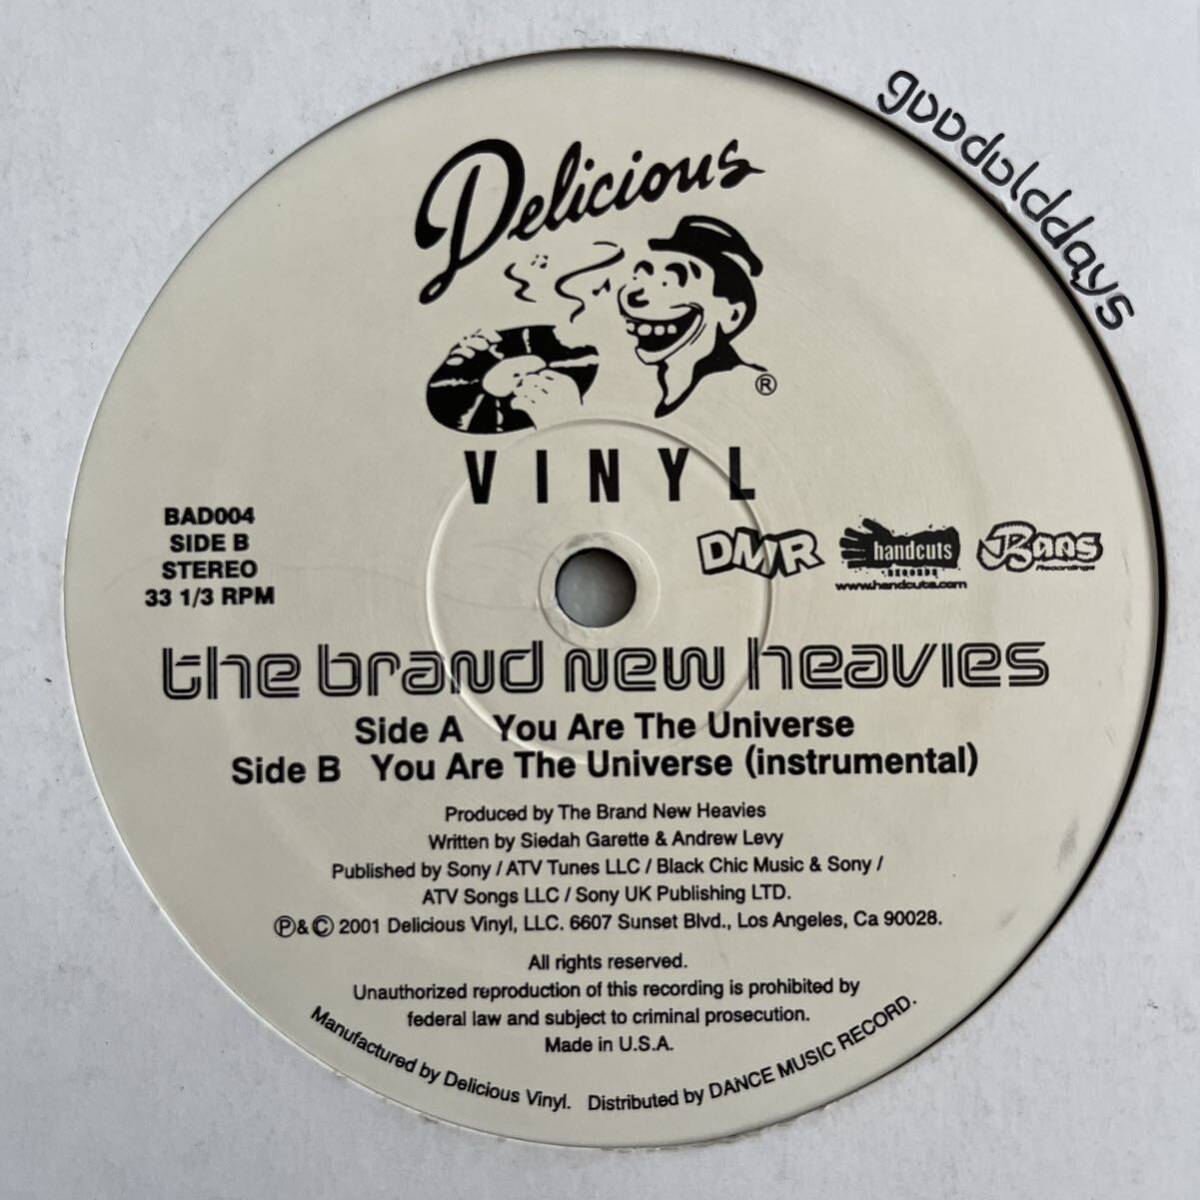 goodolddays
Delicious
®
VINYL
BAD004
SIDE B
STEREO
33 1/3 RPM
DMR
handcuts
RECORDS
www.handcuts.com
Bans
Recordings
the brand new heavies
Side A You Are The Universe
Side B You Are The Universe (instrumental)
Produced by The Brand New Heavies
Written by Siedah Garette & Andrew Levy
Published by Sony / ATV Tunes LLC / Black Chic Music & Sony /
ATV Songs LLC / Sony UK Publishing LTD.
℗& © 2001 Delicious Vinyl, LLC. 6607 Sunset Blvd., Los Angeles, Ca 90028.
All rights reserved.
Unauthorized reproduction of this recording is prohibited by
federal law and subject to criminal prosecution.
Made in U.S.A.
Manufactured by Delicious Vinyl. Distributed by DANCE MUSIC RECORD.